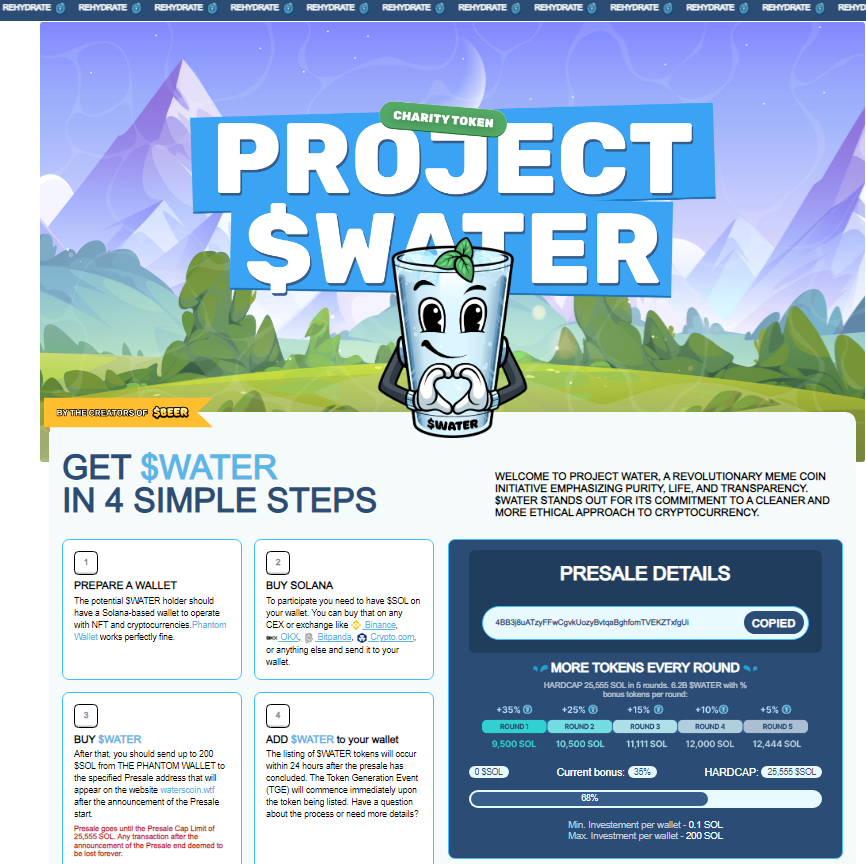 REHYDRATE REHYDRATE REHYDRATE REHYDRATE REHYDRATE REHYDRATE REHYDRATE REHYDRATE REHYDRATE REHYDRATE REHYDRATE REHYD
CHARITY TOKEN
PROJECT
$WATER
$WATER
BY THE CREATORS OF $BEER
GET $WATER
IN 4 SIMPLE STEPS
WELCOME TO PROJECT WATER, A REVOLUTIONARY MEME COIN
INITIATIVE EMPHASIZING PURITY, LIFE, AND TRANSPARENCY.
$WATER STANDS OUT FOR ITS COMMITMENT TO A CLEANER AND
MORE ETHICAL APPROACH TO CRYPTOCURRENCY.
1
PREPARE A WALLET
The potential $WATER holder should
have a Solana-based wallet to operate
with NFT and cryptocurrencies.Phantom
Wallet works perfectly fine.
2
BUY SOLANA
To participate you need to have $SOL on
your wallet. You can buy that on any
CEX or exchange like Binance,
OKX, Bitpanda, Crypto.com,
or anything else and send it to your
wallet.
3
BUY $WATER
After that, you should send up to 200
$SOL from THE PHANTOM WALLET to
the specified Presale address that will
appear on the website waterscoin.wtf
after the announcement of the Presale
start.
Presale goes until the Presale Cap Limit of
25,555 SOL. Any transaction after the
announcement of the Presale end deemed to
be lost forever.
4
ADD $WATER to your wallet
The listing of $WATER tokens will occur
within 24 hours after the presale has
concluded. The Token Generation Event
(TGE) will commence immediately upon
the token being listed. Have a question
about the process or need more details?
PRESALE DETAILS
4BB3j8uATzyFFwCgvkUozyBvtqaBghfomTVEKZTxfgUi COPIED
MORE TOKENS EVERY ROUND
HARDCAP 25,555 SOL in 5 rounds. 6.2B $WATER with %
bonus tokens per round:
+35% +25% +15% +10% +5%
ROUND 1 ROUND 2 ROUND 3 ROUND 4 ROUND 5
9,500 SOL 10,500 SOL 11,111 SOL 12,000 SOL 12,444 SOL
0 $SOL Current bonus: 35% HARDCAP: 25,555 $SOL
68%
Min. Investement per wallet - 0.1 SOL
Max. Investment per wallet - 200 SOL